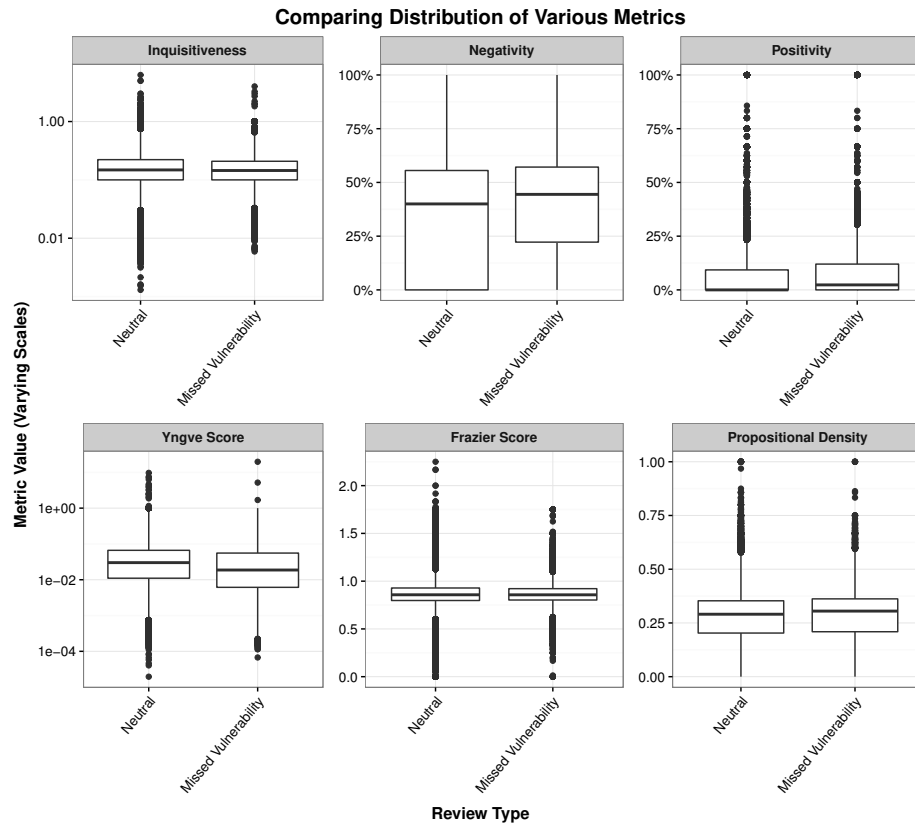 Comparing Distribution of Various Metrics
Inquisitiveness
Negativity
Positivity
1.00
0.01
100%
75%
50%
25%
0%
100%
75%
50%
25%
0%
Neutral
Missed Vulnerability
Neutral
Missed Vulnerability
Neutral
Missed Vulnerability
Metric Value (Varying Scales)
Yngve Score
Frazier Score
Propositional Density
1e+00
1e−02
1e−04
2.0
1.5
1.0
0.5
0.0
1.00
0.75
0.50
0.25
0.00
Neutral
Missed Vulnerability
Neutral
Missed Vulnerability
Neutral
Missed Vulnerability
Review Type